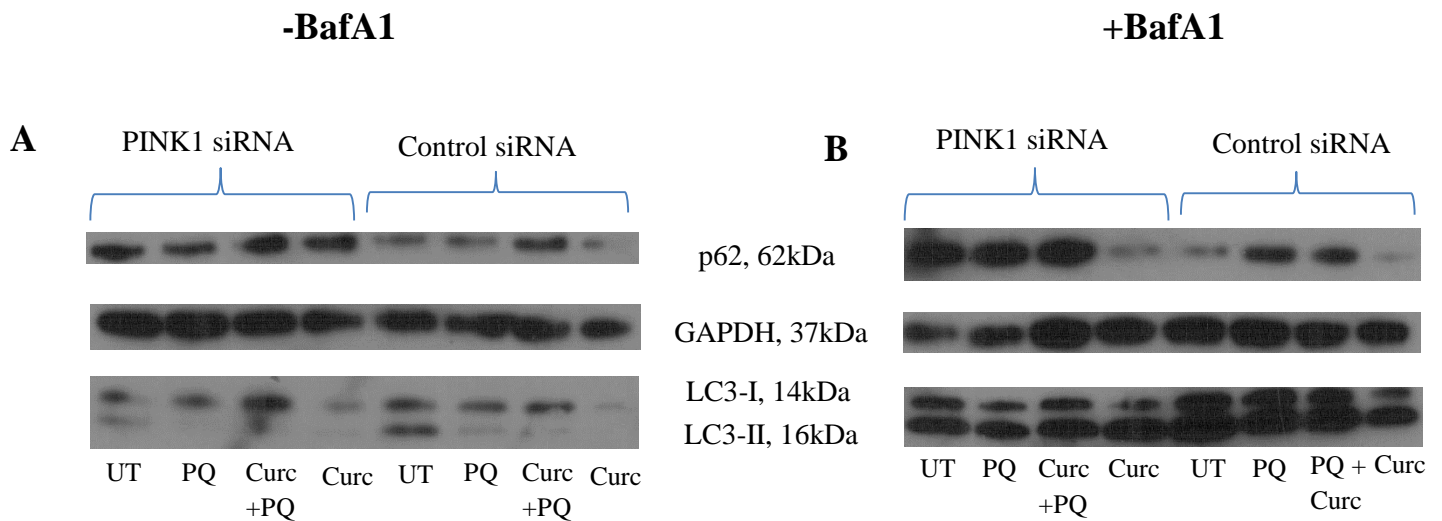 -BafA1
+BafA1
A
PINK1 siRNA
Control siRNA
B
PINK1 siRNA
Control siRNA
p62, 62kDa
GAPDH, 37kDa
LC3-I, 14kDa
LC3-II, 16kDa
UT PQ Curc Curc UT PQ Curc Curc
+PQ +PQ
UT PQ Curc Curc UT PQ PQ + Curc
+PQ Curc